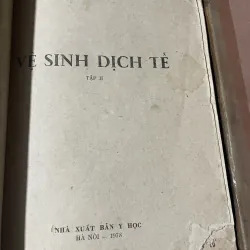 VỆ SINH DỊCH TỄ
TẬP II
NHÀ XUẤT BẢN Y HỌC
HÀ NỘI —